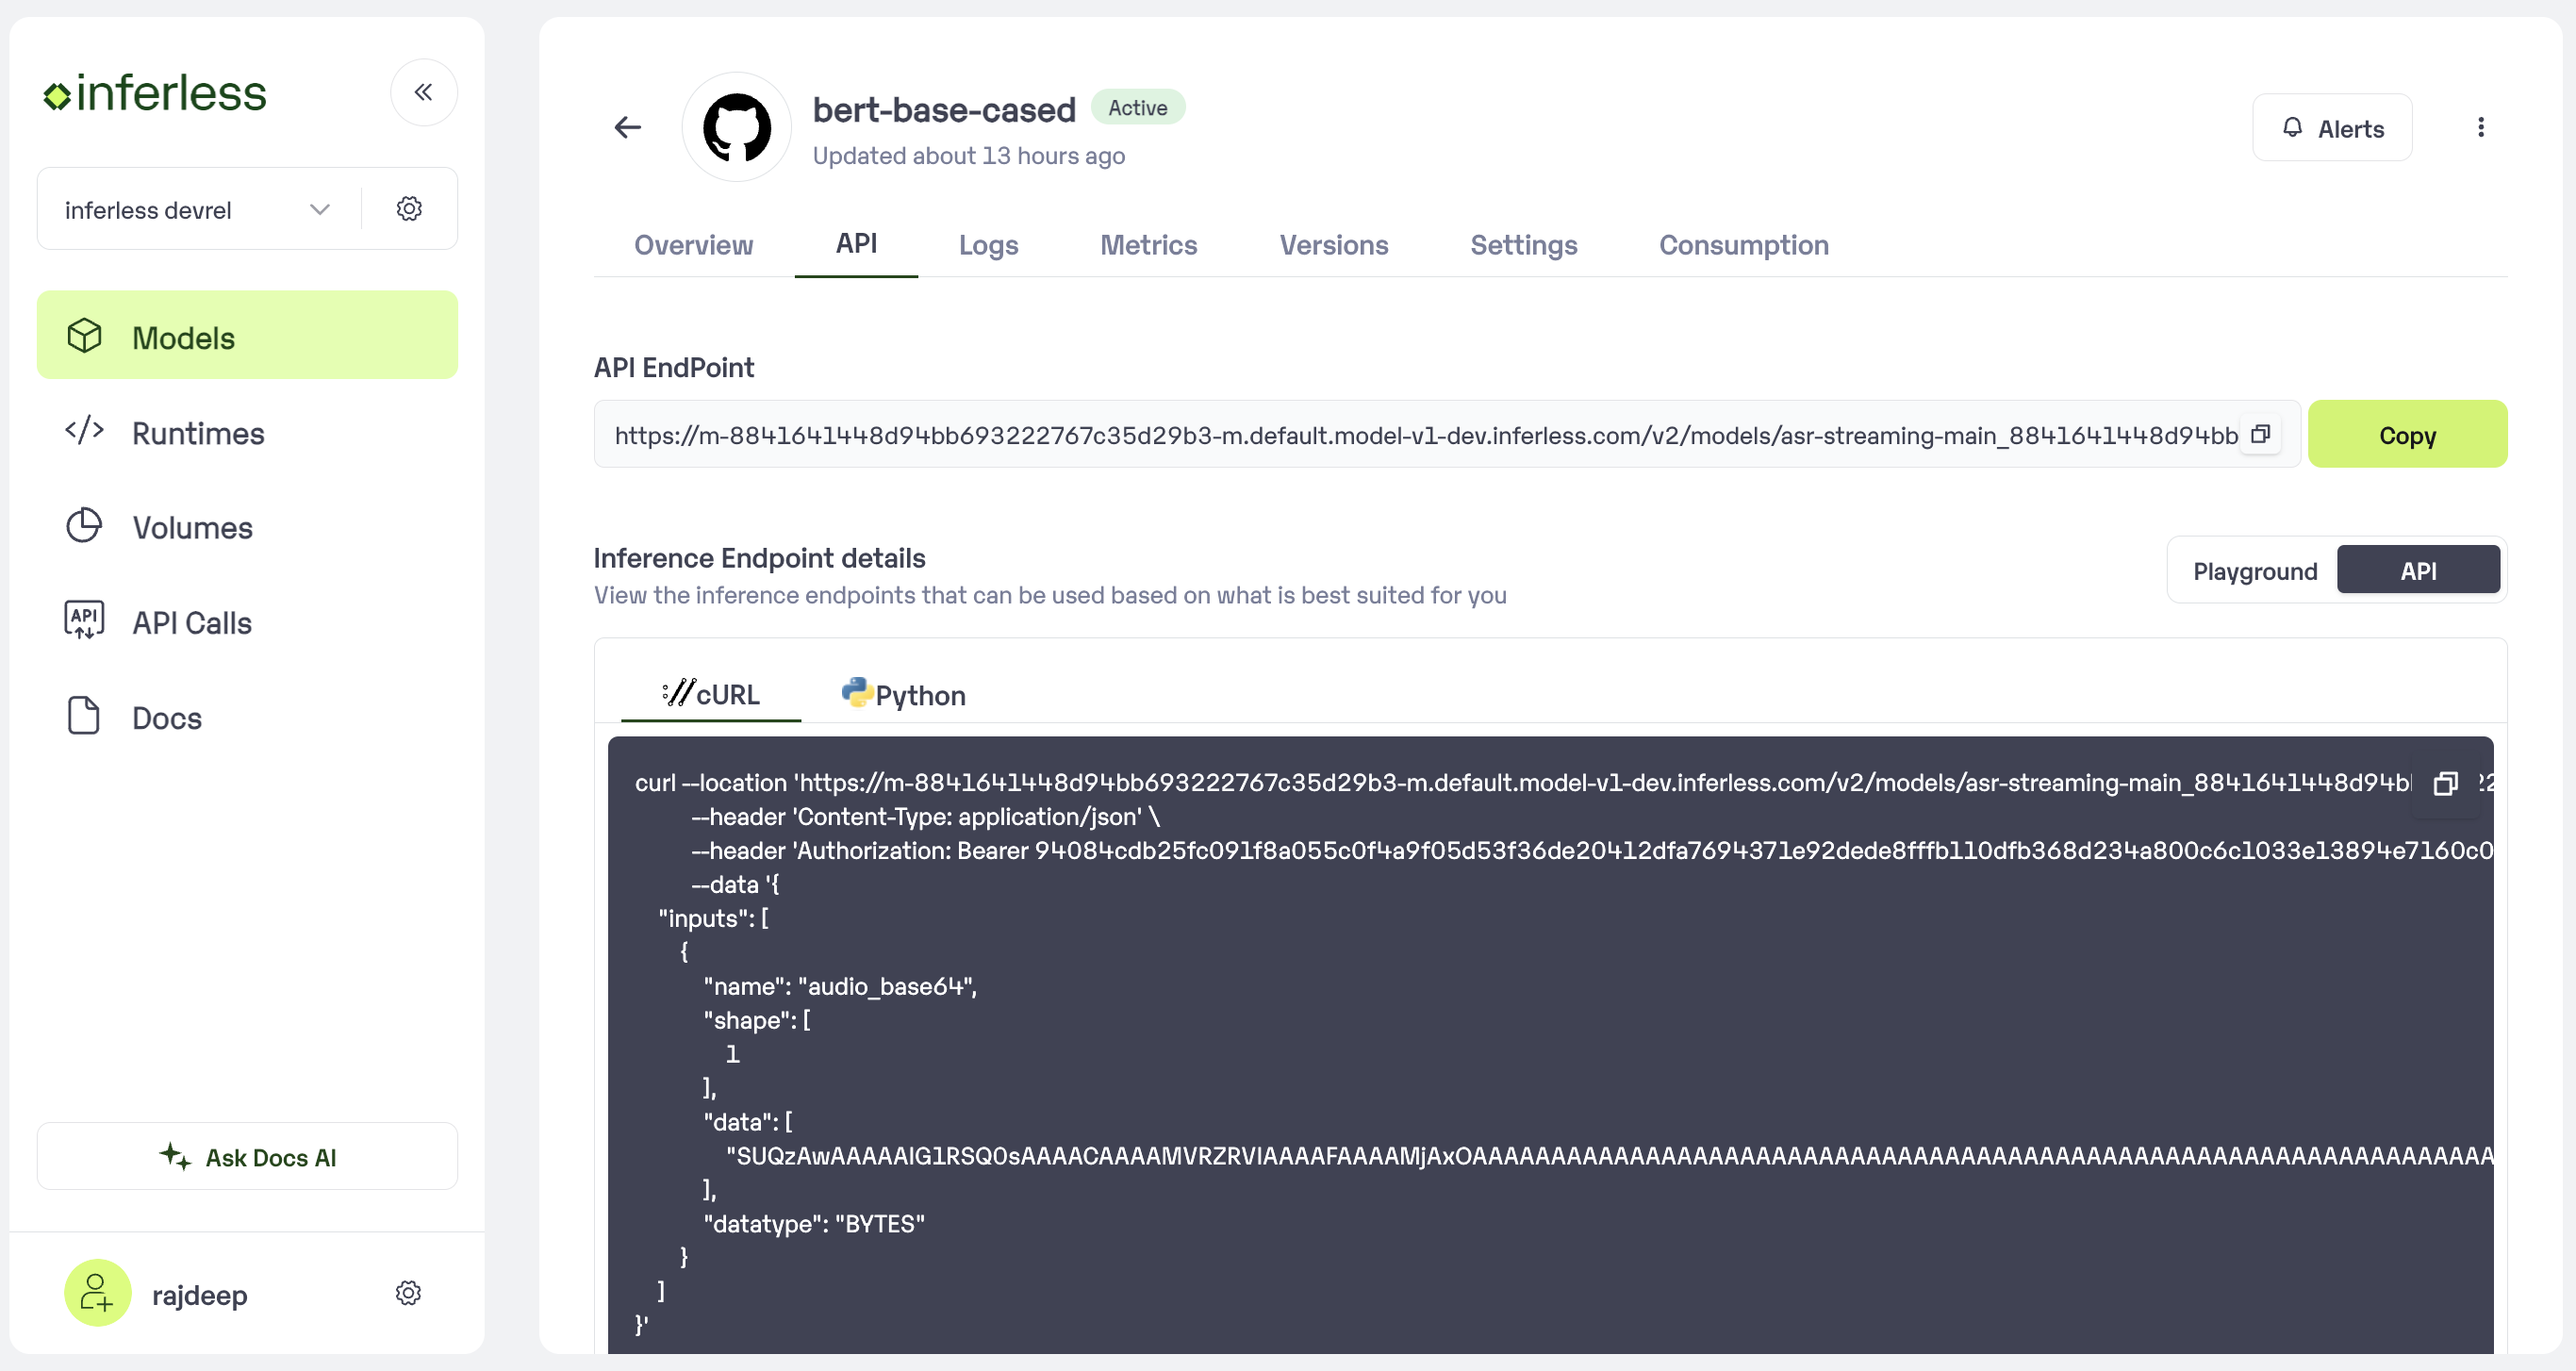 inferless
inferless devrel
Models
Runtimes
Volumes
API
API Calls
Docs
Ask Docs AI
rajdeep
bert-base-cased
Active
Updated about 13 hours ago
Alerts
Overview
API
Logs
Metrics
Versions
Settings
Consumption
API EndPoint
https://m-8841641448d94bb693222767c35d29b3-m.default.model-v1-dev.inferless.com/v2/models/asr-streaming-main_8841641448d94bb
Copy
Inference Endpoint details
View the inference endpoints that can be used based on what is best suited for you
Playground
API
cURL
Python
curl --location 'https://m-8841641448d94bb693222767c35d29b3-m.default.model-v1-dev.inferless.com/v2/models/asr-streaming-main_8841641448d94b
--header 'Content-Type: application/json' \
--header 'Authorization: Bearer 94084cdb25fc091f8a055c0f4a9f05d53f36de20412dfa7694371e92dede8fffb110dfb368d234a800c6c1033e13894e7160c0
--data '{
"inputs": [
{
"name": "audio_base64",
"shape": [
1
],
"data": [
"SUQzAwAAAAAIG1RSQ0sAAAACAAAAMVRZRVIAAAAFAAAAMjAxOAAAAAAAAAAAAAAAAAAAAAAAAAAAAAAAAAAAAAAAAAAAAAAAAAAAAAAA
],
"datatype": "BYTES"
}
]
}'